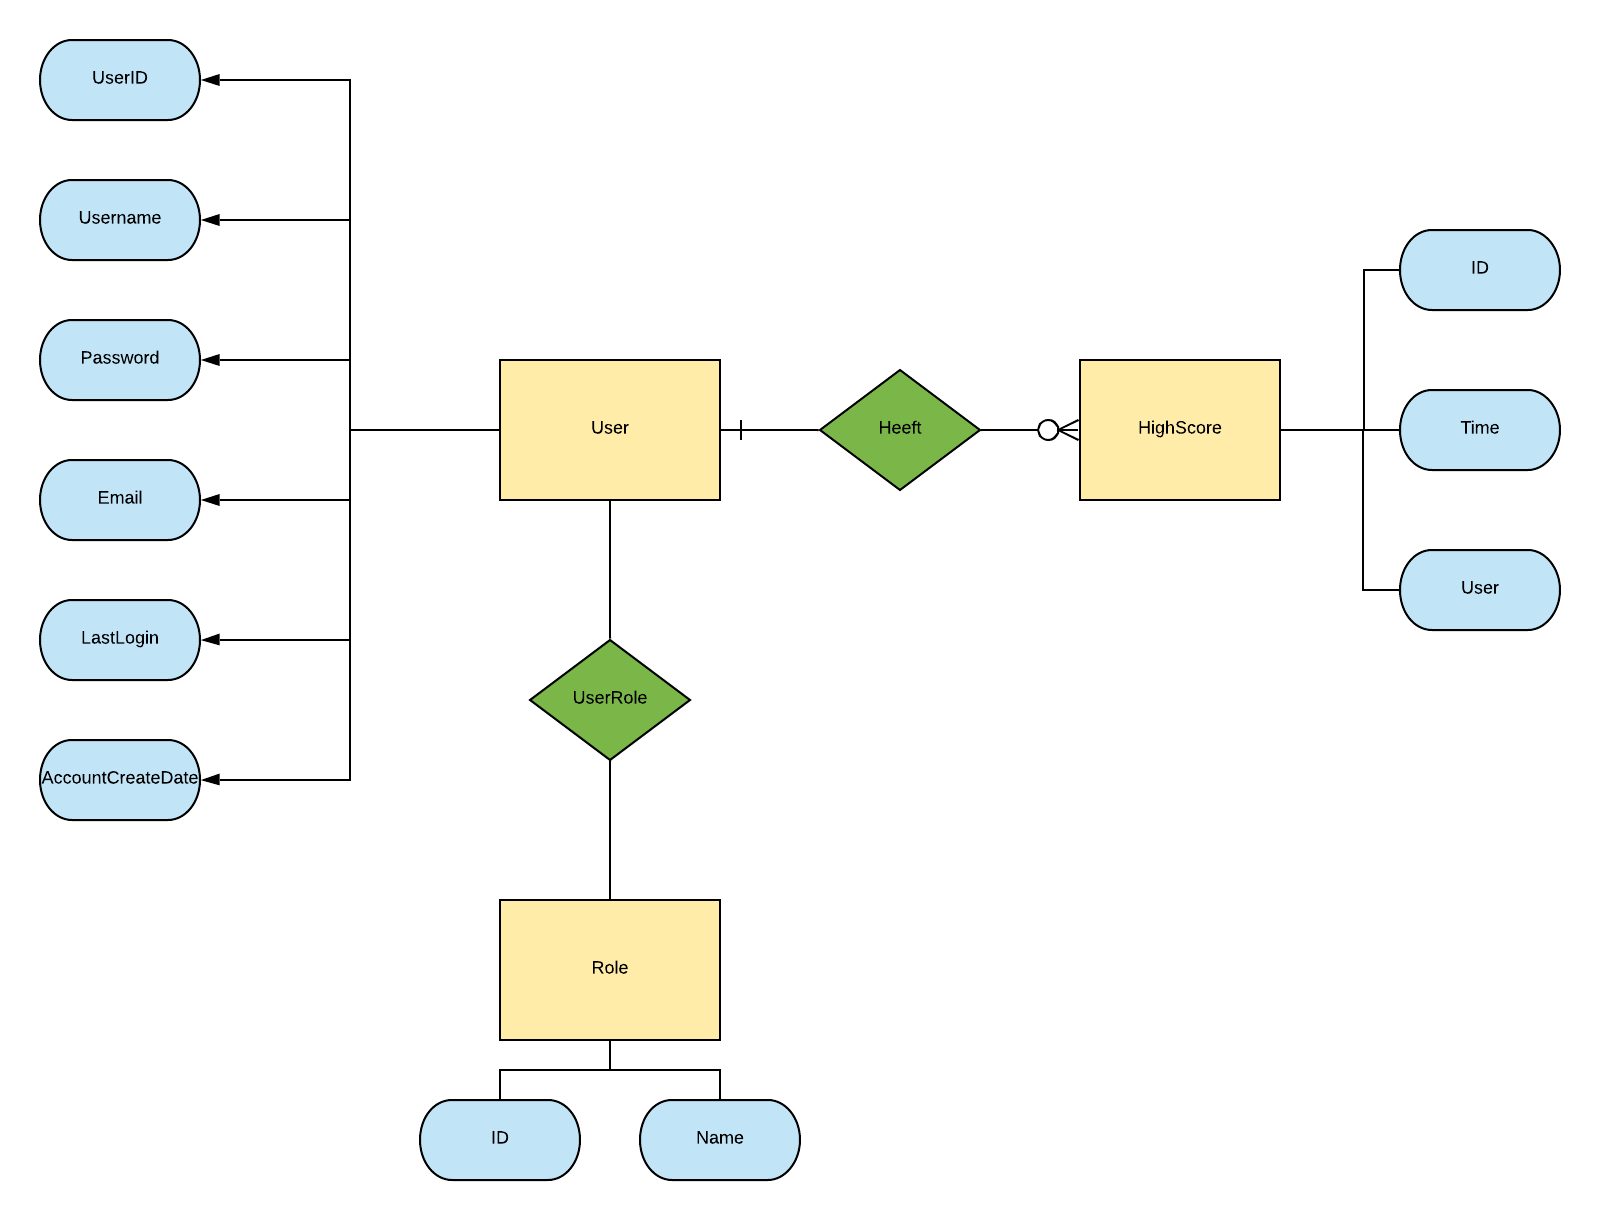 UserID
Username
Password
Email
LastLogin
AccountCreateDate
User
Heeft
HighScore
ID
Time
User
UserRole
Role
ID
Name